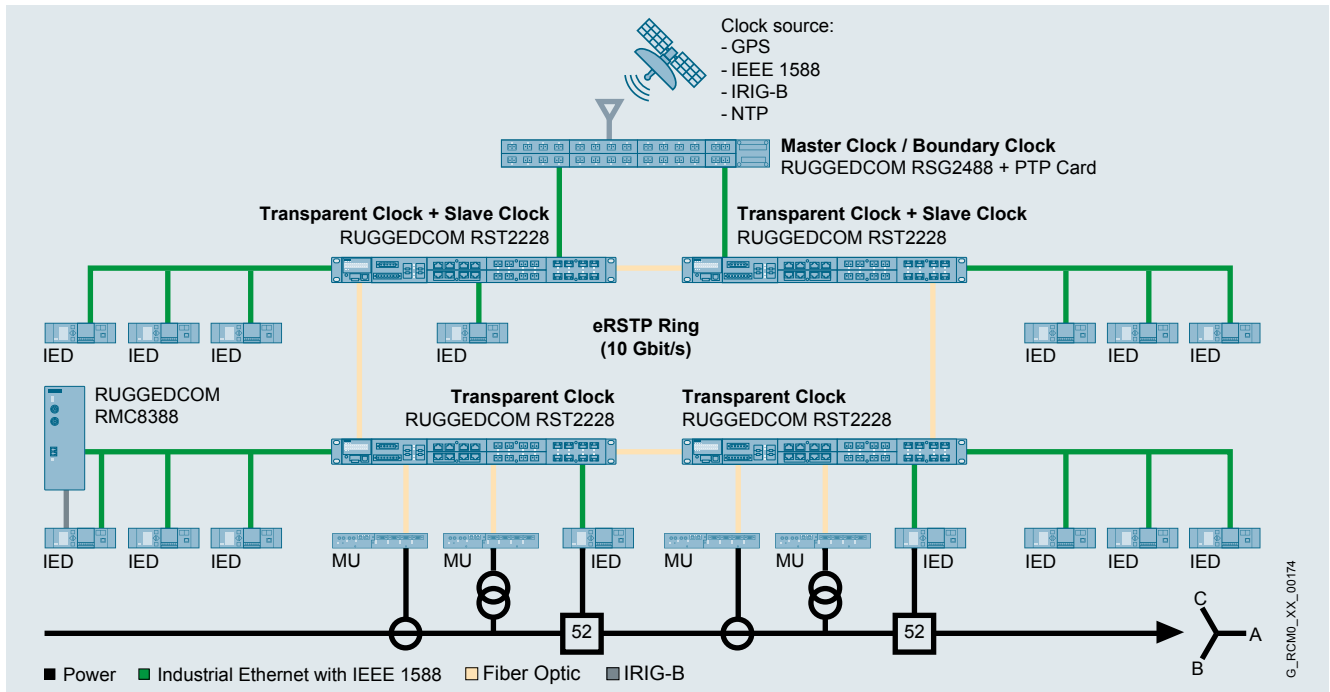 Clock source:
- GPS
- IEEE 1588
- IRIG-B
- NTP
Master Clock / Boundary Clock
RUGGEDCOM RSG2488 + PTP Card
Transparent Clock + Slave Clock
RUGGEDCOM RST2228
Transparent Clock + Slave Clock
RUGGEDCOM RST2228
IED
IED
IED
IED
eRSTP Ring
(10 Gbit/s)
IED
IED
IED
RUGGEDCOM
RMC8388
Transparent Clock
RUGGEDCOM RST2228
Transparent Clock
RUGGEDCOM RST2228
IED
IED
IED
MU
MU
IED
MU
MU
IED
IED
IED
IED
52
52
C
A
B
Power
Industrial Ethernet with IEEE 1588
Fiber Optic
IRIG-B
G_RCM0_XX_00174